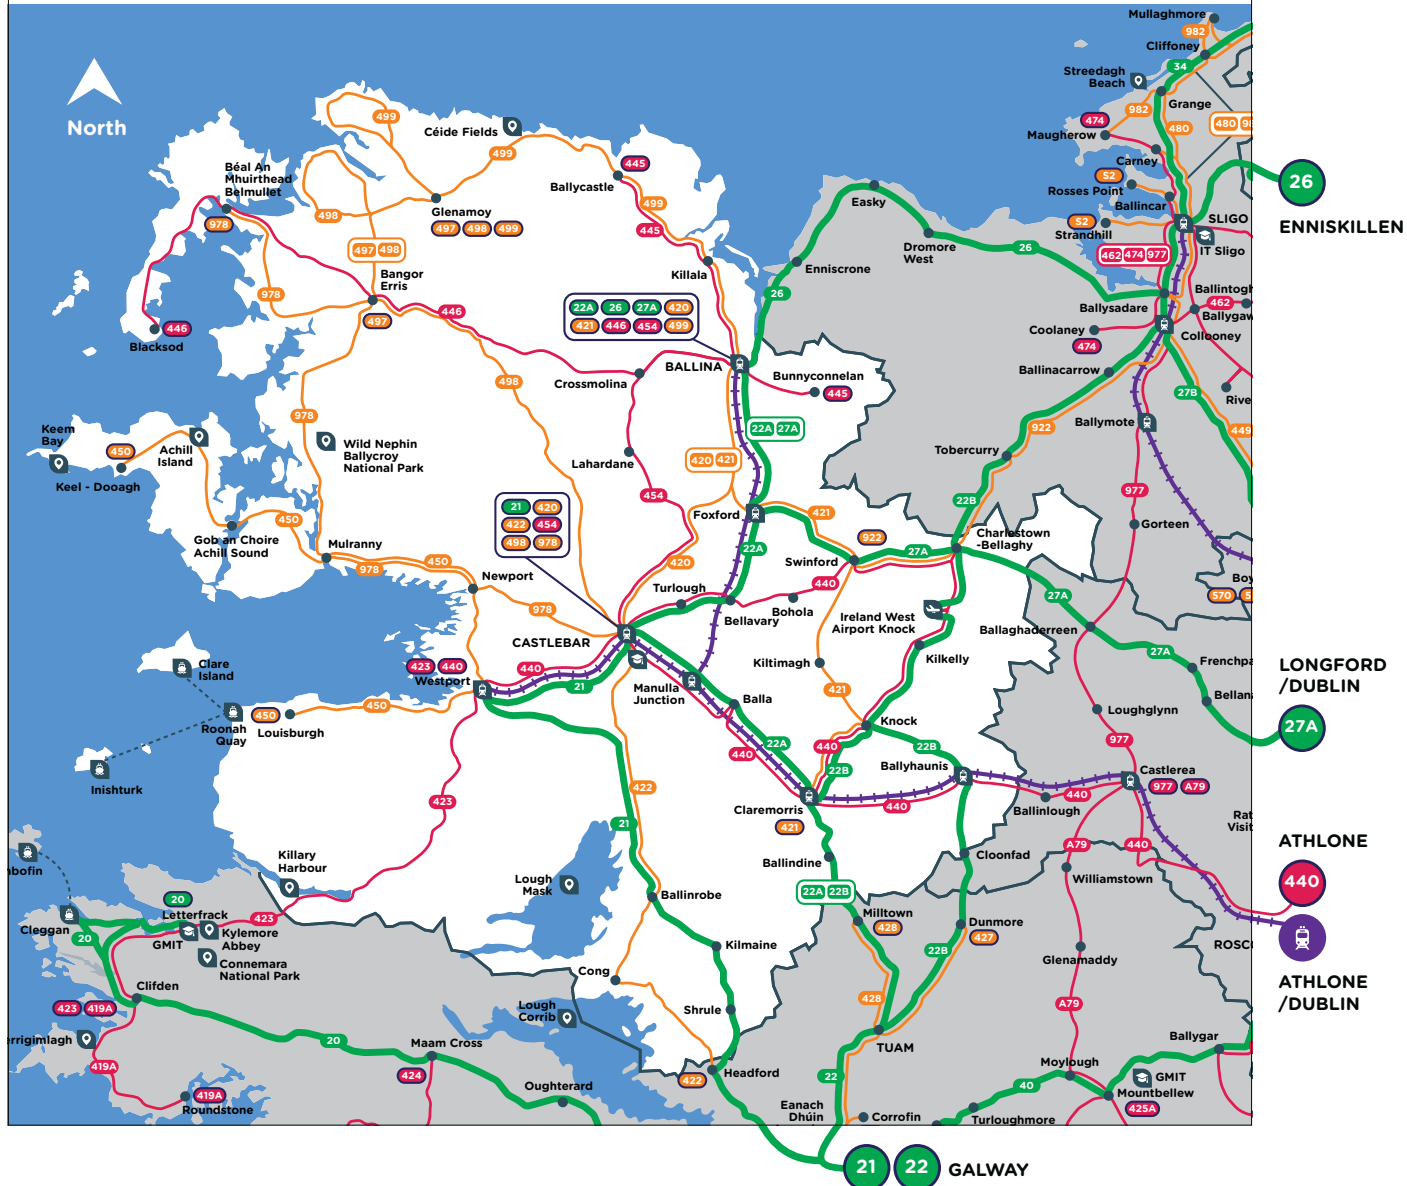 Mullaghmore
982
Cliffoney
34
Streedagh
Beach
Grange
982
474
Maugherow
480
480
Carney
S2
Rosses Point
Ballincar
S2
Strandhill
SLIGO
IT Sligo
462 474 977
26
ENNISKILLEN
North
499
Céide Fields
499
445
Ballycastle
499
445
Béal An
Mhuirthead
Belmullet
978
498
Glenamoy
497 498 499
497 498
Bangor
Erris
497
978
446
Killala
446
Blacksod
Easky
Dromore
West
26
Enniscrone
26
Ballysadare
462
Coolaney
474
Collooney
Ballinacarrow
27B
22A 26 27A 420
421 446 454 499
BALLINA
Bunnyconnelan
445
Crossmolina
498
978
Ballymote
449
922
Tobercurry
22A 27A
420 421
Lahardane
454
Keem
Bay
450
Achill
Island
Keel - Dooagh
Wild Nephin
Ballycroy
National Park
977
Gorteen
22B
21 420
422 454
498 978
Foxford
421
922
Charlestown
-Bellaghy
450
Gob an Choire
Achill Sound
Mulranny
450
978
22A
Swinford
27A
420
440
570
Newport
978
Turlough
Bohola
Bellavary
Ireland West
Airport Knock
27A
Ballaghaderreen
27A
CASTLEBAR
Kiltimagh
Kilkelly
Clare
Island
423 440
Westport
440
21
Manulla
Junction
Balla
421
LONGFORD
/DUBLIN
27A
450
450
Louisburgh
Roonah
Quay
Knock
Loughglynn
440
22A
440
22B
22B
977
Inishturk
Ballyhaunis
Castlerea
977 A79
422
423
21
Claremorris
421
440
Ballinlough
440
Ballindine
Cloonfad
A79
440
ATHLONE
440
Killary
Harbour
Lough
Mask
22A 22B
Williamstown
20
Letterfrack
423
Ballinrobe
Milltown
428
Dunmore
427
Cleggan
20
GMIT
Kylemore
Abbey
Connemara
National Park
Kilmaine
22B
Glenamaddy
ATHLONE
/DUBLIN
Clifden
423 419A
Cong
428
A79
Lough
Corrib
Shrule
20
Maam Cross
TUAM
Ballygar
419A
424
422
Headford
22
Moylough
GMIT
40
Mountbellew
425A
419A
Roundstone
Oughterard
Eanach
Dhúin
Corrofin
Turloughmore
21 22 GALWAY